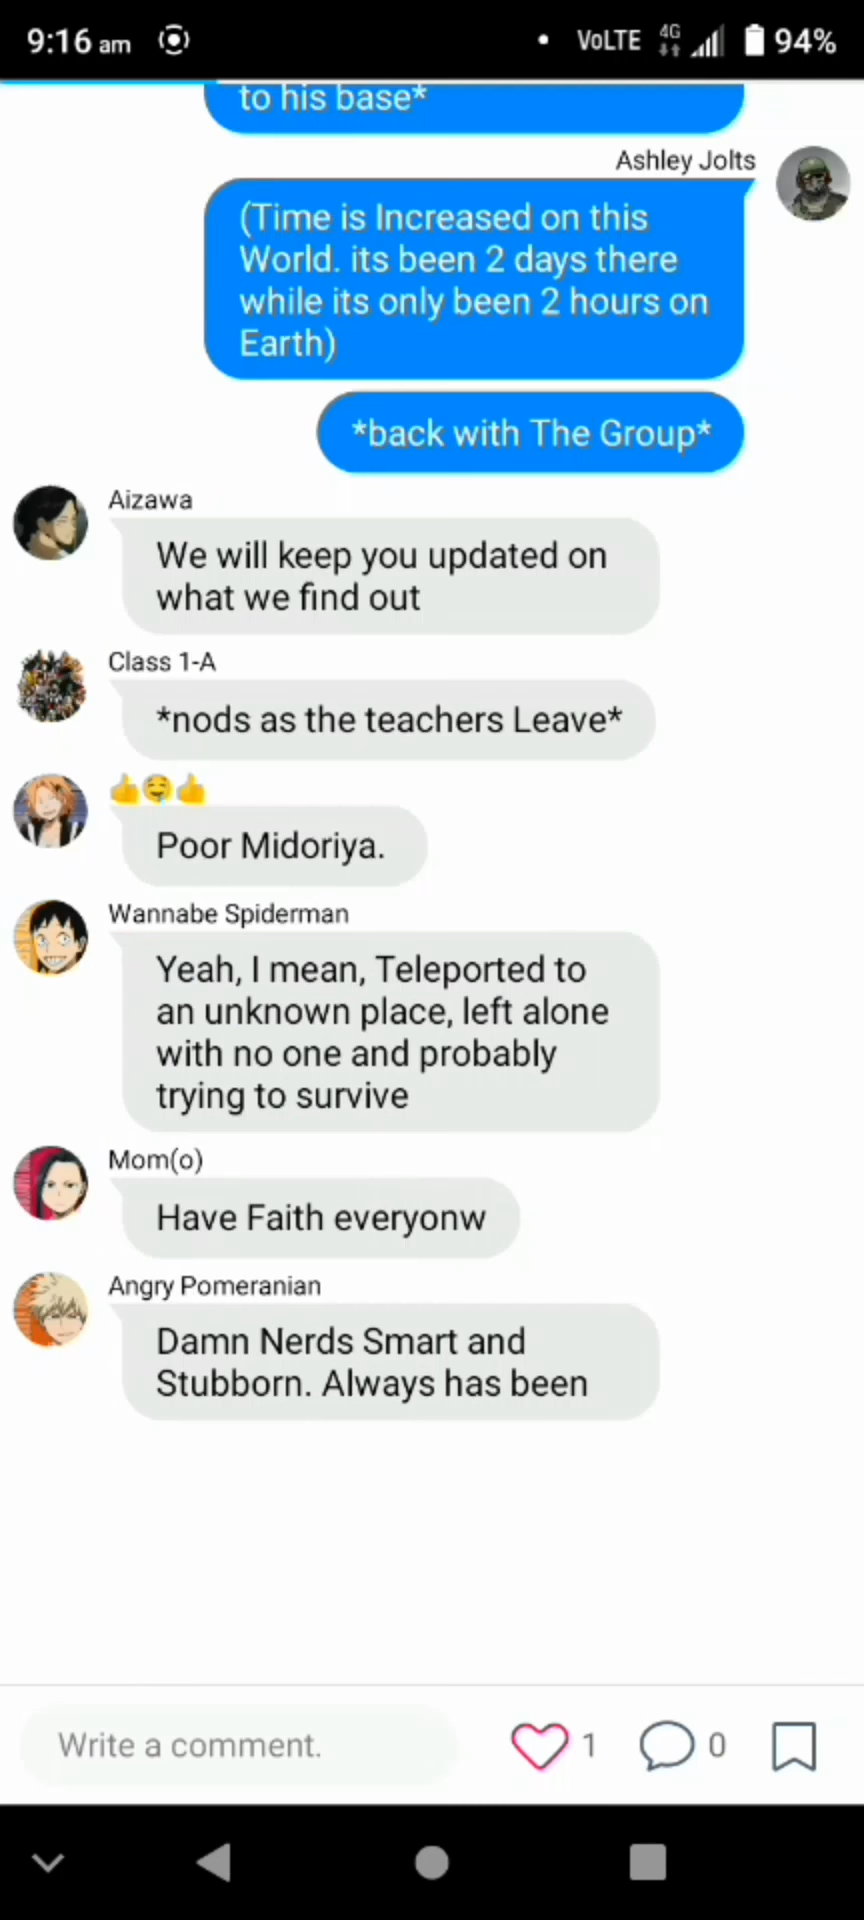 9:16 am
VoLTE 4G 94%
to his base*
Ashley Jolts
(Time is Increased on this
World. its been 2 days there
while its only been 2 hours on
Earth)
*back with The Group*
Aizawa
We will keep you updated on
what we find out
Class 1-A
*nods as the teachers Leave*
👍🤤👍
Poor Midoriya.
Wannabe Spiderman
Yeah, I mean, Teleported to
an unknown place, left alone
with no one and probably
trying to survive
Mom(o)
Have Faith everyonw
Angry Pomeranian
Damn Nerds Smart and
Stubborn. Always has been
Write a comment.
1
0